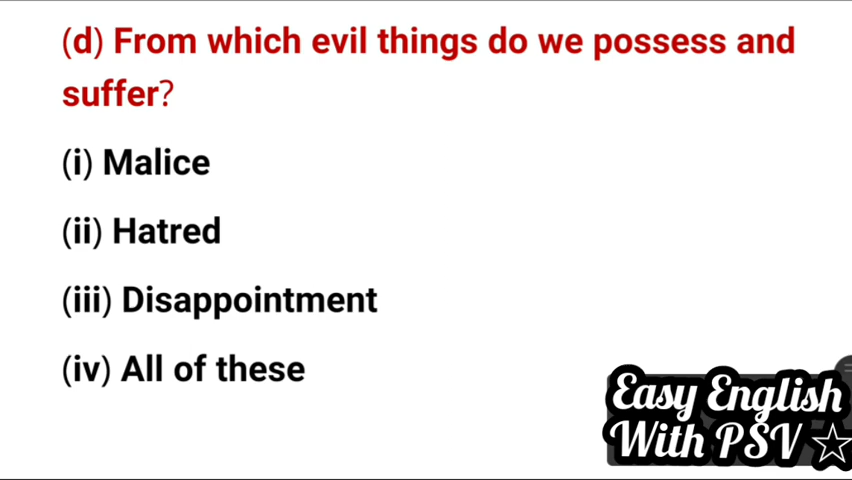 (d) From which evil things do we possess and
suffer?
(i) Malice
(ii) Hatred
(iii) Disappointment
(iv) All of these
Easy English
With PSV ☆